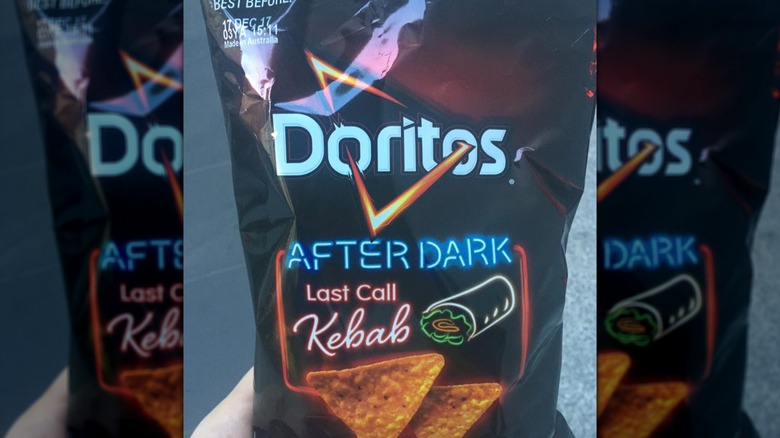 BEST BEFORE:
17 DEC 17
03YA 15:11
Made in Australia
Doritos
AFTER DARK
Last Call
Kebab